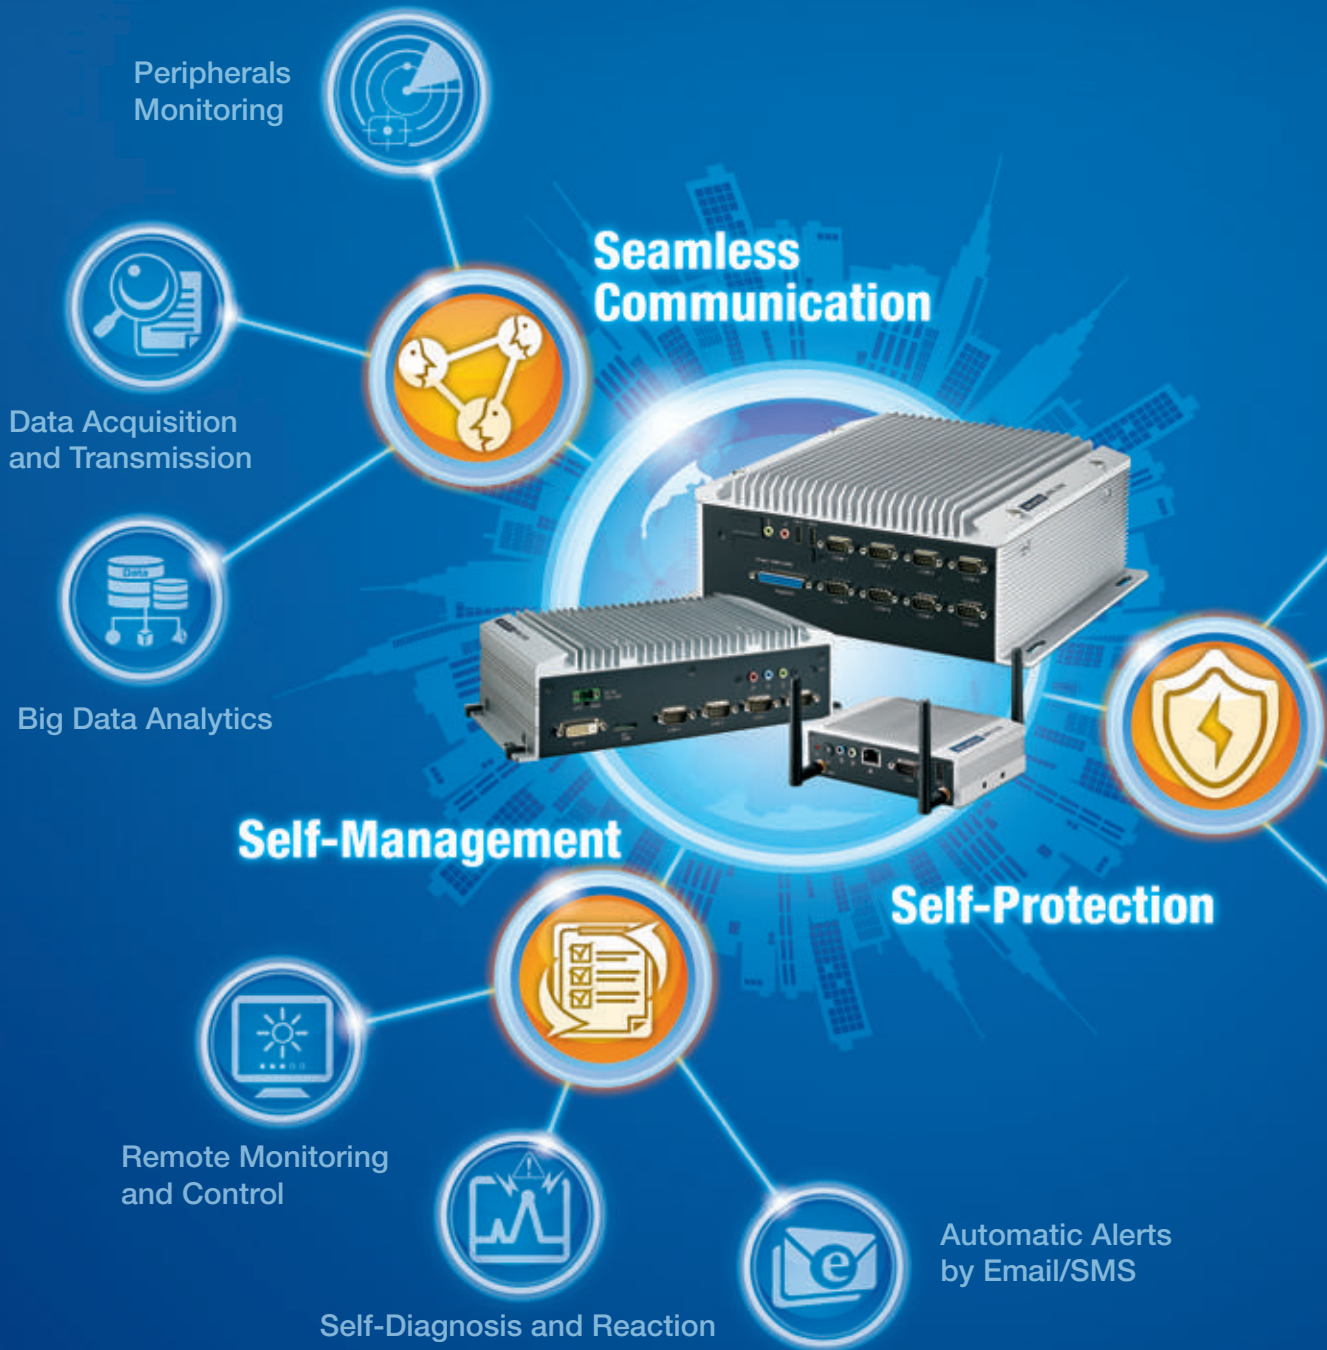 Peripherals
Monitoring
Seamless
Communication
Data Acquisition
and Transmission
Data
Big Data Analytics
Self-Management
Self-Protection
Remote Monitoring
and Control
Automatic Alerts
by Email/SMS
Self-Diagnosis and Reaction